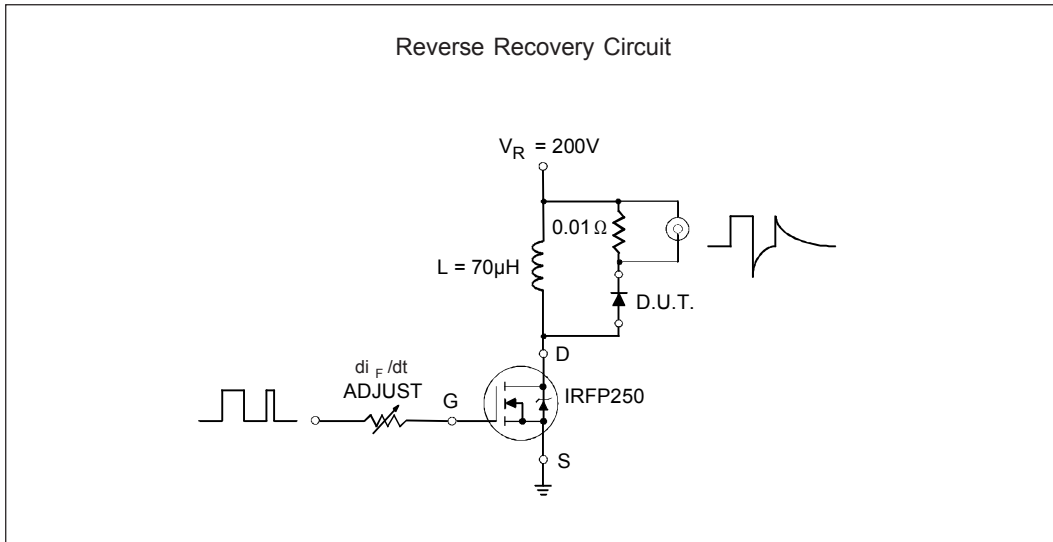 Reverse Recovery Circuit
V_R = 200V
0.01 Ω
L = 70µH
D.U.T.
D
di_F/dt
ADJUST
G
IRFP250
S